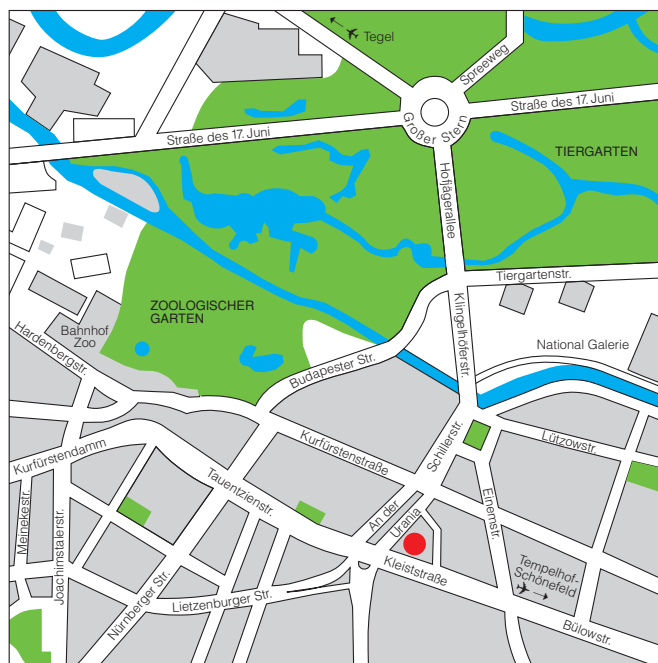 Tegel
Spreeweg
Straße des 17. Juni
Großer Stern
Straße des 17. Juni
TIERGARTEN
Hofjägerallee
Tiergartenstr.
ZOOLOGISCHER
GARTEN
Klingelhöferstr.
Bahnhof
Zoo
Hardenbergstr.
National Galerie
Budapester Str.
Kurfürstendamm
Kurfürstenstraße
Schillerstr.
Lützowstr.
Tauentzienstr.
An der
Urania
Einemstr.
Meinekestr.
Joachimstalerstr.
Nürnberger Str.
Lietzenburger Str.
Kleiststraße
Tempelhof-
Schönefeld
Bülowstr.